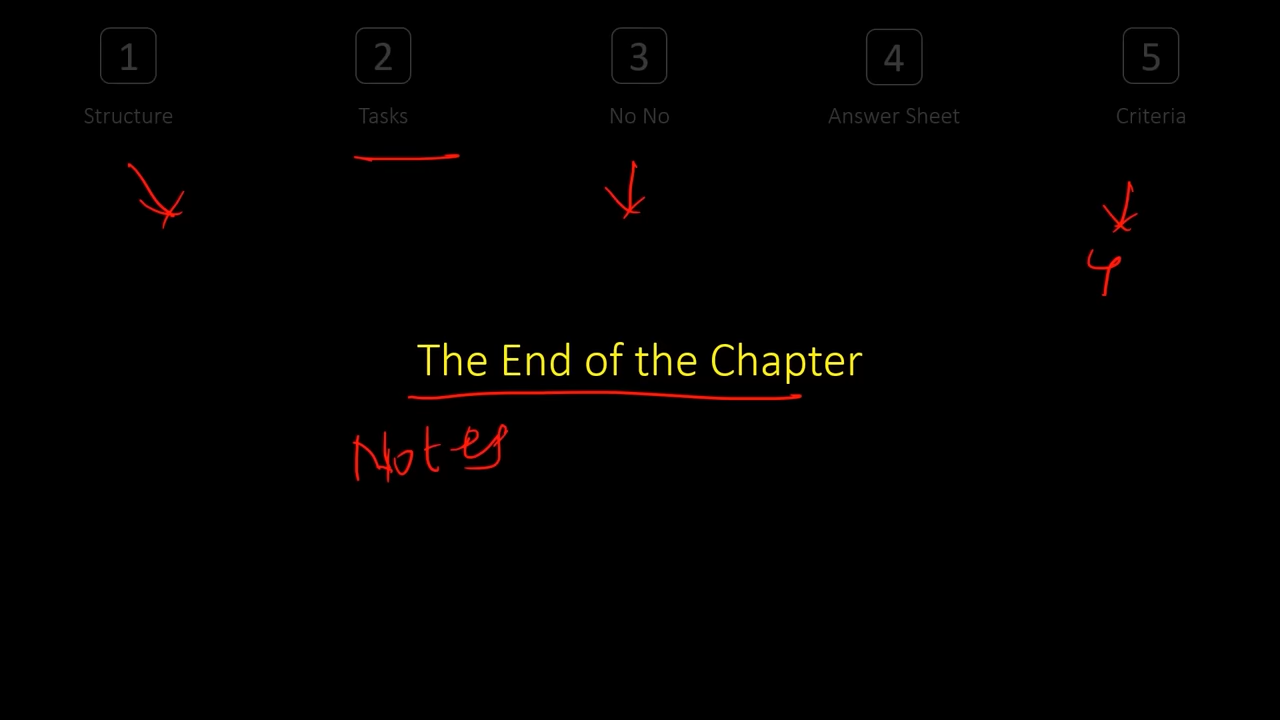 1 2 3 4 5
Structure Tasks No No Answer Sheet Criteria
4
The End of the Chapter
Notes